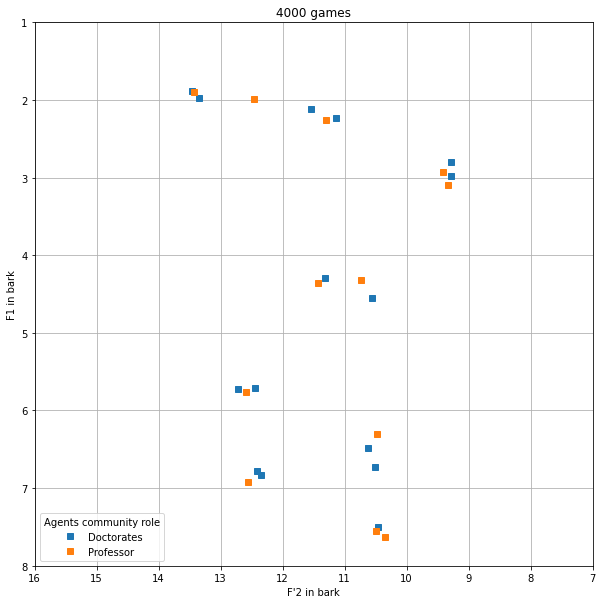 4000 games
1
2
3
4
5
6
7
8
F1 in bark
16 15 14 13 12 11 10 9 8 7
F'2 in bark
Agents community role
Doctorates
Professor